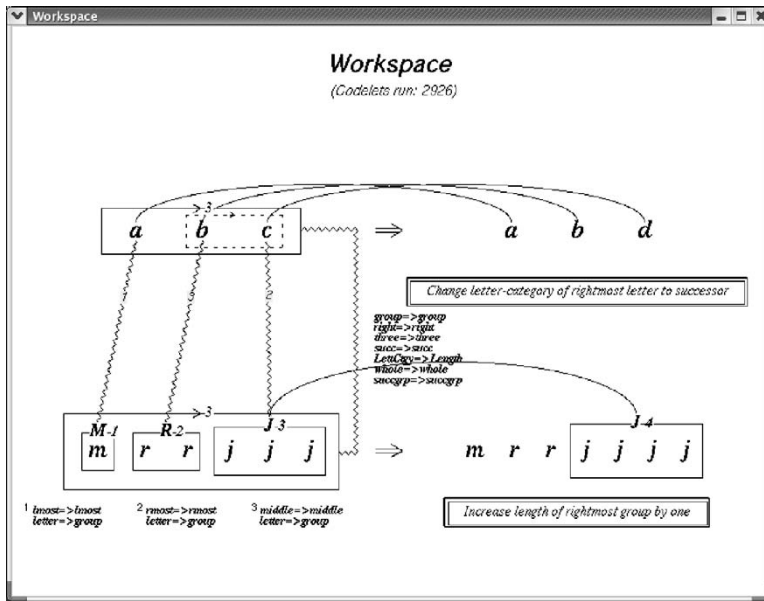 Workspace
Workspace
(Codelets run: 2926)
3
a b c ⇒ a b d
Change letter-category of rightmost letter to successor
1 3 2
group=>group
right=>right
three=>three
succ=>succ
LettCtgy=>Length
whole=>whole
succgrp=>succgrp
3
M-1 R-2 J-3 J-4
m r r j j j ⇒ m r r j j j j
Increase length of rightmost group by one
1 lmost=>lmost 2 rmost=>rmost 3 middle=>middle
letter=>group letter=>group letter=>group